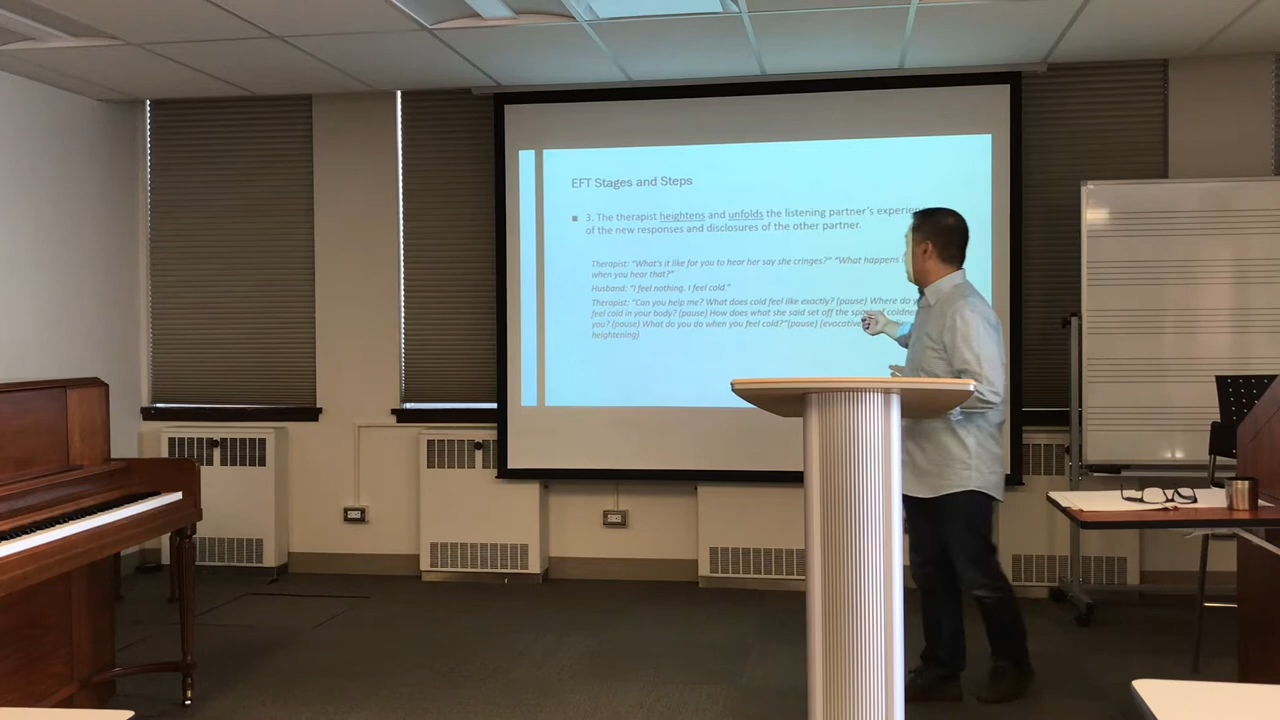 EFT Stages and Steps
3. The therapist heightens and unfolds the listening partner's
of the new responses and disclosures of the other partner.
Therapist: "What's it like for you to hear her say she cringes?" "What happens
when you hear that?"
Husband: "I feel nothing. I feel cold."
Therapist: "Can you help me? What does cold feel like exactly? (pause) Where do
feel cold in your body? (pause) How does what she said set off the of
you? (pause) What do you do when you feel cold?"(pause)
heightening)